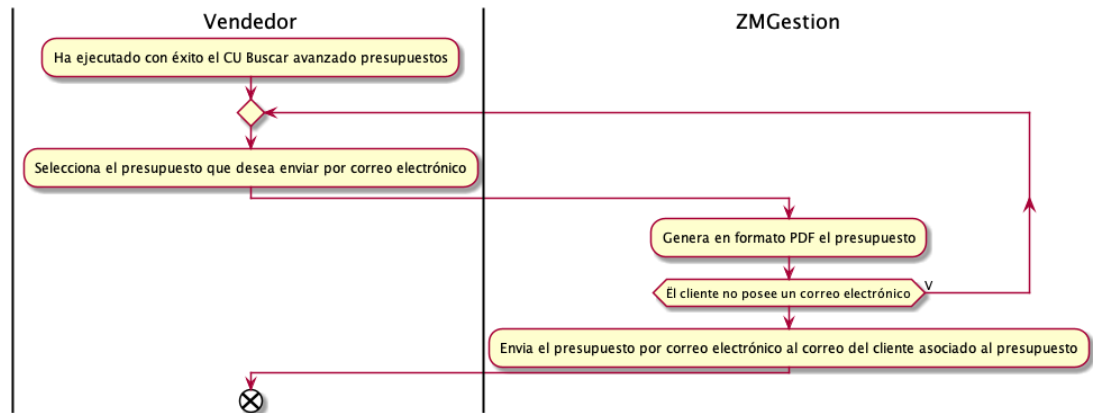 Vendedor
ZMGestion
Ha ejecutado con éxito el CU Buscar avanzado presupuestos
Selecciona el presupuesto que desea enviar por correo electrónico
Genera en formato PDF el presupuesto
El cliente no posee un correo electrónico
V
Envia el presupuesto por correo electrónico al correo del cliente asociado al presupuesto